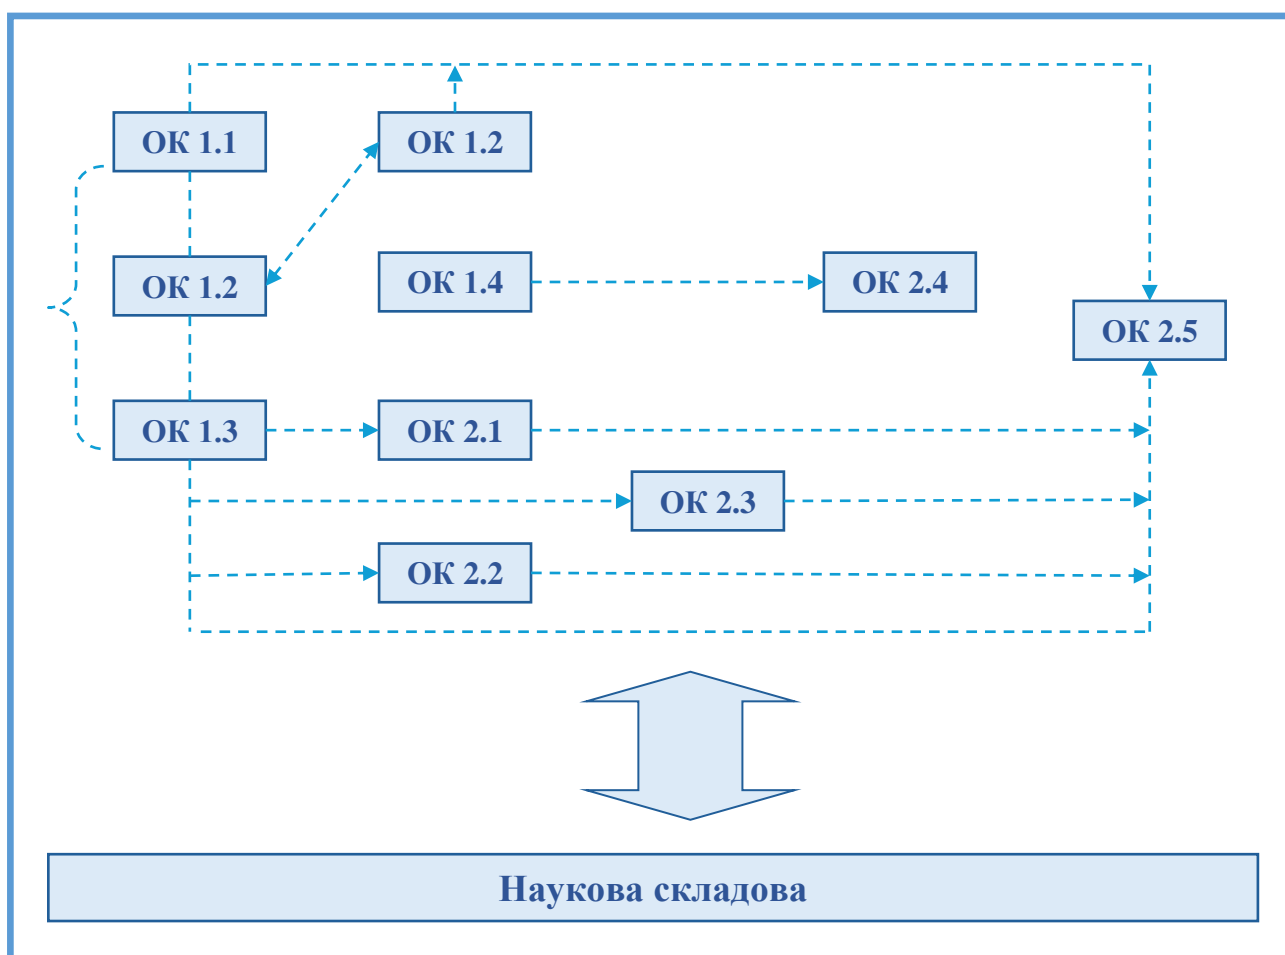 ОК 1.1
ОК 1.2
ОК 1.2
ОК 1.4
ОК 2.4
ОК 2.5
ОК 1.3
ОК 2.1
ОК 2.3
ОК 2.2
Наукова складова